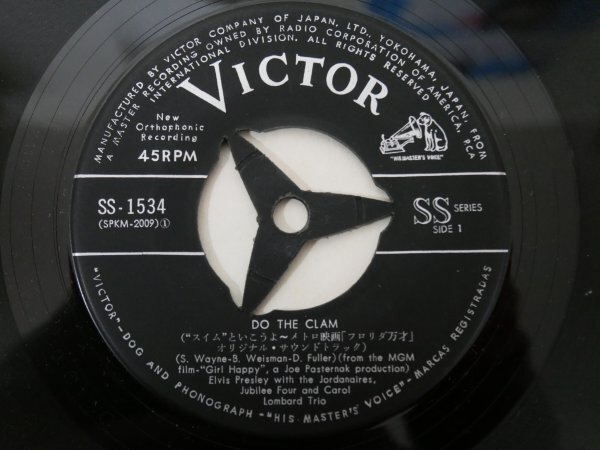 MANUFACTURED BY VICTOR COMPANY OF JAPAN, LTD., YOKOHAMA, JAPAN, FROM
A MASTER RECORDING OWNED BY RADIO CORPORATION OF AMERICA, RCA
INTERNATIONAL DIVISION. ALL RIGHTS RESERVED
VICTOR
New
Orthophonic
Recording
45RPM
"HIS MASTER'S VOICE"
SS-1534
(SPKM-2009)①
SS SERIES
SIDE 1
DO THE CLAM
("スイム"といこうよ～メトロ映画「フロリダ万才」
オリジナル・サウンドトラック)
(S. Wayne-B. Weisman-D. Fuller)(from the MGM
film-"Girl Happy", a Joe Pasternak production)
Elvis Presley with the Jordanaires,
Jubilee Four and Carol
Lombard Trio
"VICTOR"-DOG AND PHONOGRAPH-"HIS MASTER'S VOICE"-MARCAS REGISTRADAS